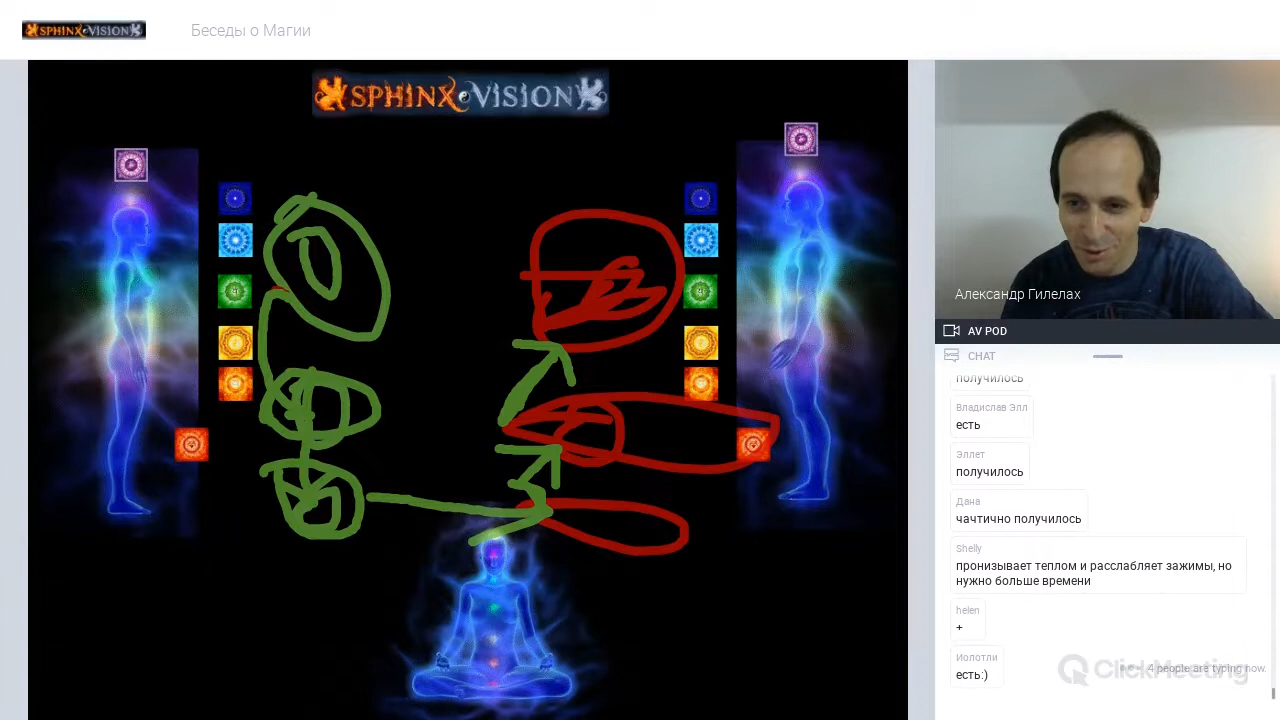 SPHINX VISION
Беседы о Магии
SPHINX VISION
Александр Гилелах
AV POD
CHAT
получилось
Владислав Элл
есть
Эллет
получилось
Дана
чачтично получилось
Shelly
пронизывает теплом и расслабляет зажимы, но
нужно больше времени
helen
+
Иолотли
есть:)
4 people are typing now.
ClickMeeting